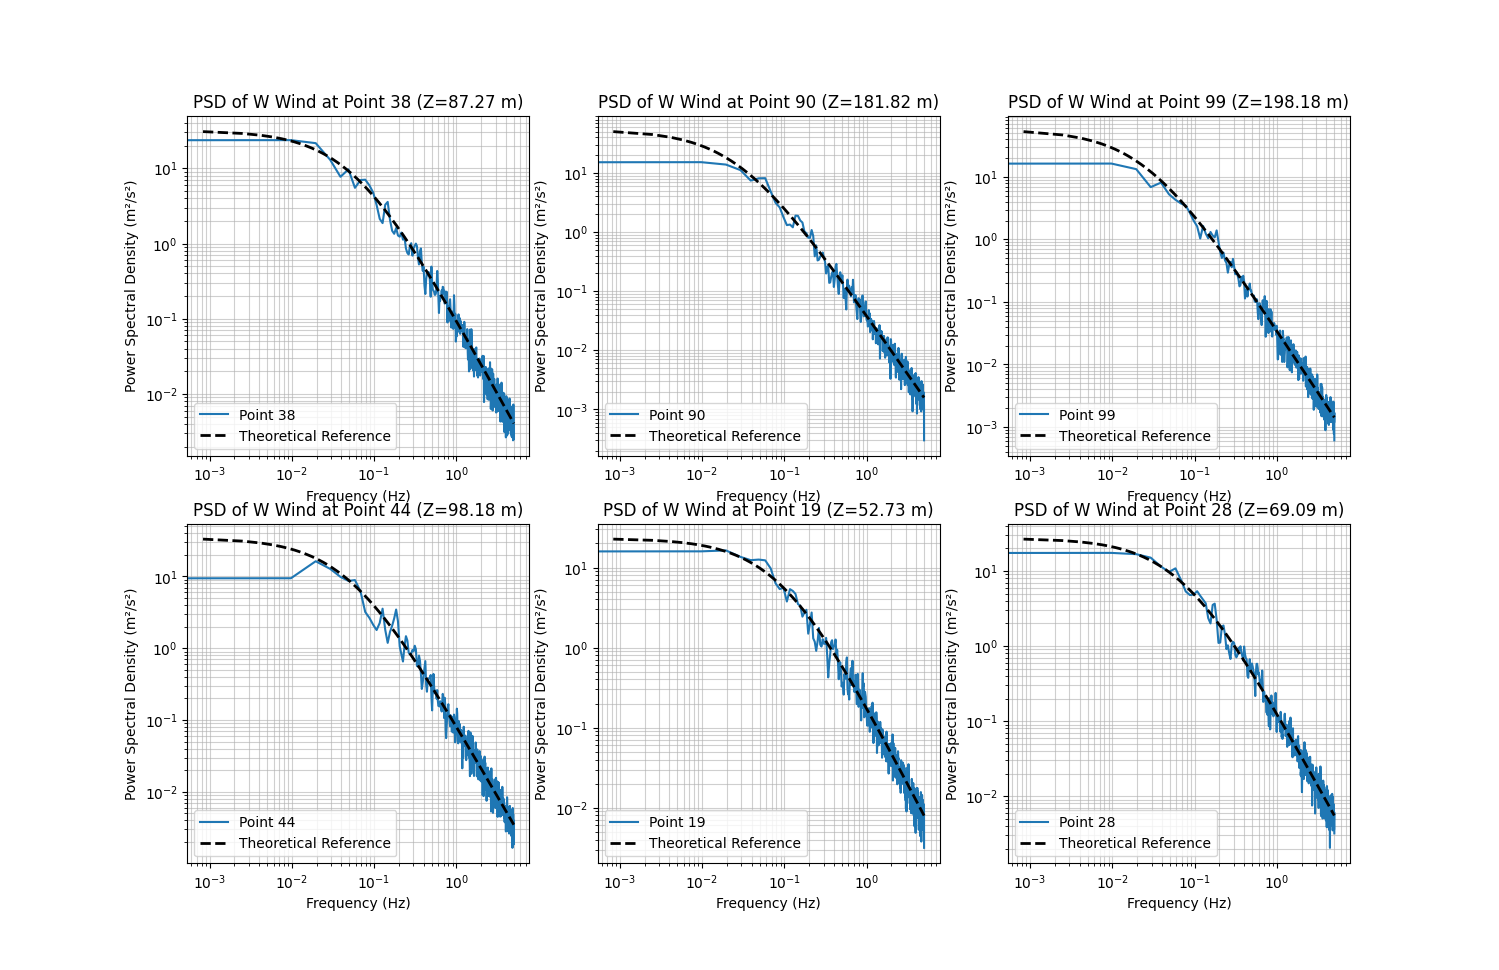 PSD of W Wind at Point 38 (Z=87.27 m)
Power Spectral Density (m²/s²)
10¹
10⁰
10⁻¹
10⁻²
Point 38
Theoretical Reference
10⁻³ 10⁻² 10⁻¹ 10⁰
Frequency (Hz)
PSD of W Wind at Point 90 (Z=181.82 m)
Power Spectral Density (m²/s²)
10¹
10⁰
10⁻¹
10⁻²
10⁻³
Point 90
Theoretical Reference
10⁻³ 10⁻² 10⁻¹ 10⁰
Frequency (Hz)
PSD of W Wind at Point 99 (Z=198.18 m)
Power Spectral Density (m²/s²)
10¹
10⁰
10⁻¹
10⁻²
10⁻³
Point 99
Theoretical Reference
10⁻³ 10⁻² 10⁻¹ 10⁰
Frequency (Hz)
PSD of W Wind at Point 44 (Z=98.18 m)
Power Spectral Density (m²/s²)
10¹
10⁰
10⁻¹
10⁻²
Point 44
Theoretical Reference
10⁻³ 10⁻² 10⁻¹ 10⁰
Frequency (Hz)
PSD of W Wind at Point 19 (Z=52.73 m)
Power Spectral Density (m²/s²)
10¹
10⁰
10⁻¹
10⁻²
Point 19
Theoretical Reference
10⁻³ 10⁻² 10⁻¹ 10⁰
Frequency (Hz)
PSD of W Wind at Point 28 (Z=69.09 m)
Power Spectral Density (m²/s²)
10¹
10⁰
10⁻¹
10⁻²
Point 28
Theoretical Reference
10⁻³ 10⁻² 10⁻¹ 10⁰
Frequency (Hz)